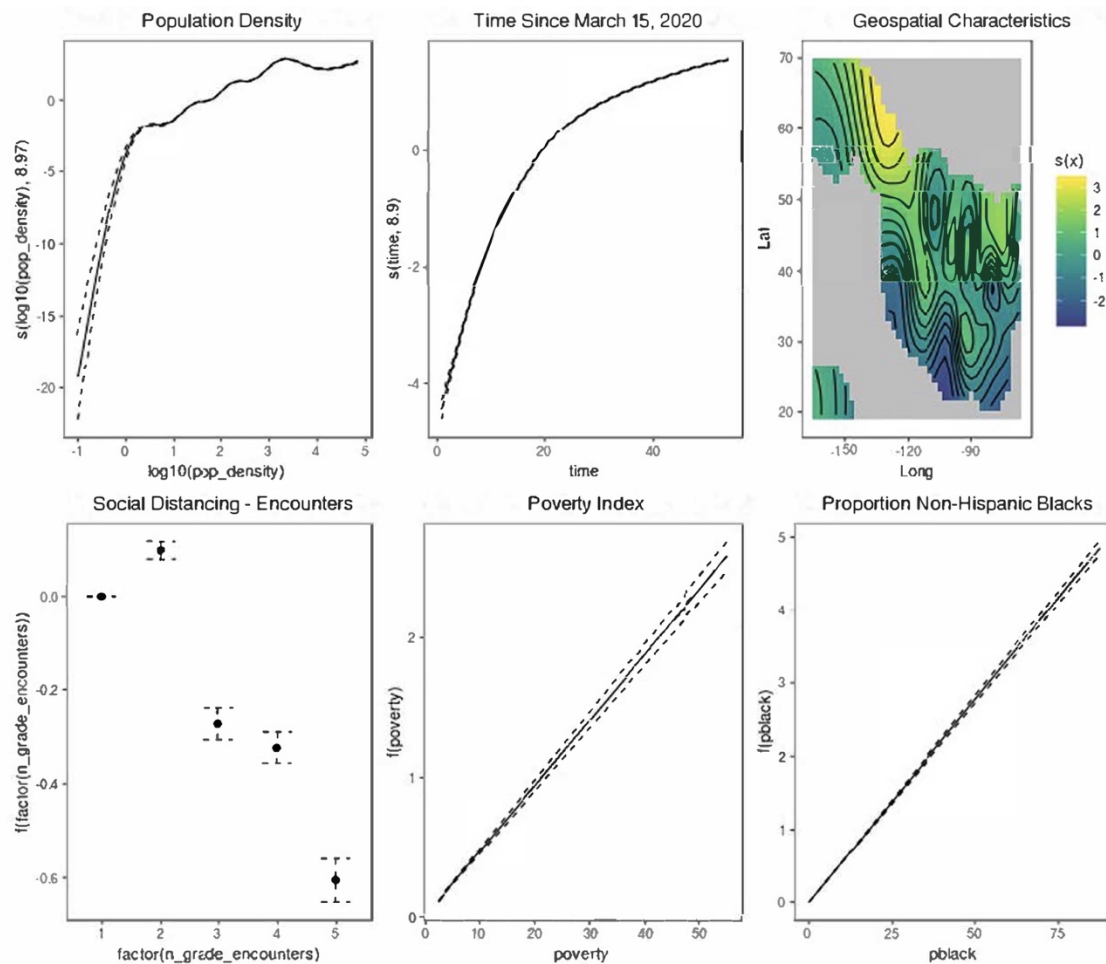 Population Density
s(log10(pop_density), 8.97)
0
-5
-10
-15
-20
-1 0 1 2 3 4 5
log10(pop_density)
Time Since March 15, 2020
s(time, 8.9)
0
-2
-4
0 20 40
time
Geospatial Characteristics
Lat
70
60
50
40
30
20
-150 -120 -90
Long
s(x)
3
2
1
0
-1
-2
Social Distancing - Encounters
f(factor(n_grade_encounters))
0.0
-0.2
-0.4
-0.6
1 2 3 4 5
factor(n_grade_encounters)
Poverty Index
f(poverty)
2
1
0
0 10 20 30 40 50
poverty
Proportion Non-Hispanic Blacks
f(pblack)
5
4
3
2
1
0
0 25 50 75
pblack